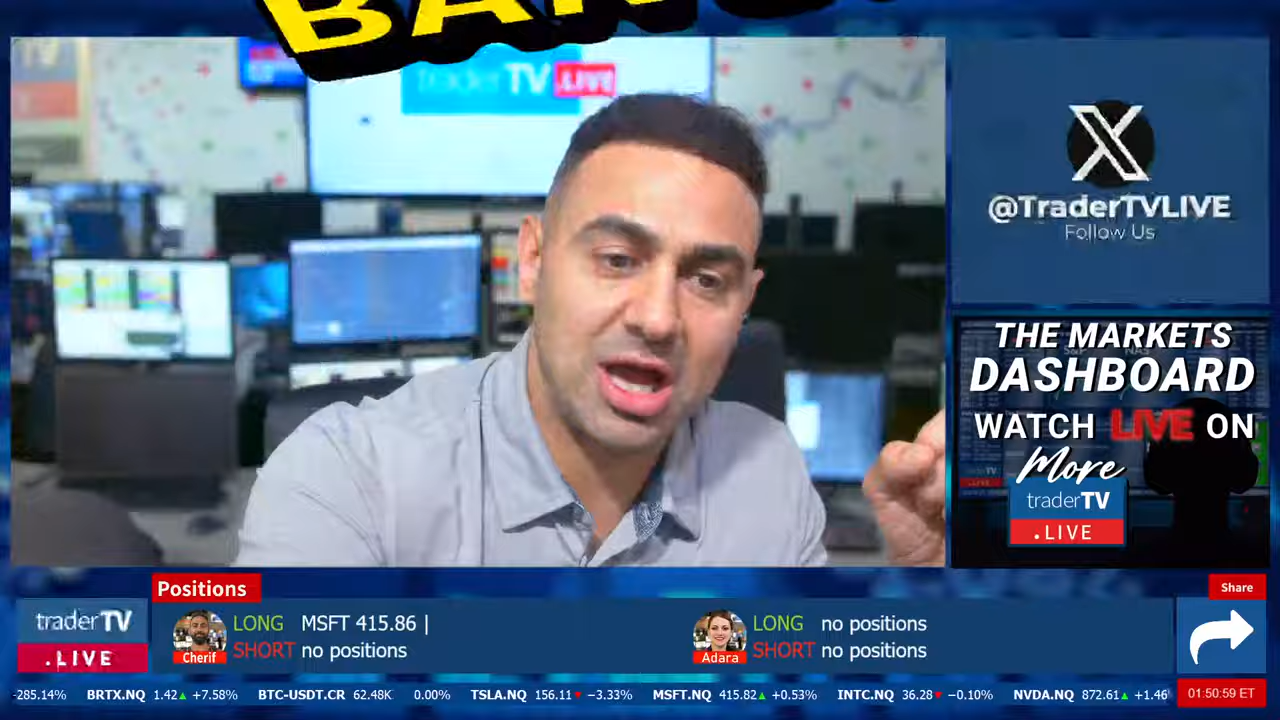 BANG
traderTV .LIVE
@TraderTVLIVE
Follow Us
THE MARKETS
DASHBOARD
WATCH LIVE ON
More
traderTV
.LIVE
Positions
Share
traderTV
.LIVE
Cherif
LONG MSFT 415.86 |
SHORT no positions
Adara
LONG no positions
SHORT no positions
-285.14% BRTX.NQ 1.42▲ +7.58% BTC-USDT.CR 62.48K 0.00% TSLA.NQ 156.11▼ −3.33% MSFT.NQ 415.82▲ +0.53% INTC.NQ 36.28▼ −0.10% NVDA.NQ 872.61▲ +1.46
01:50:59 ET